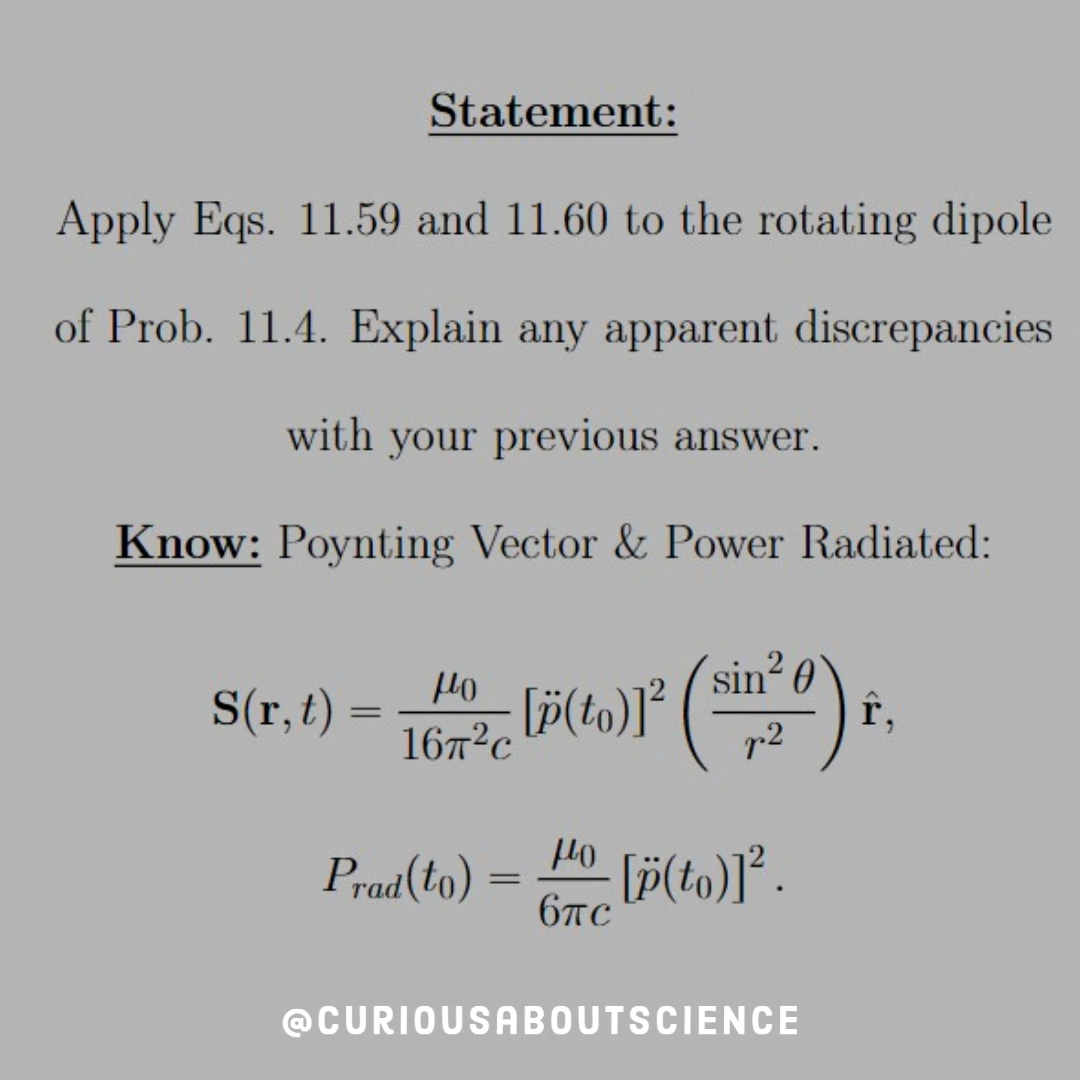 Statement:
Apply Eqs. 11.59 and 11.60 to the rotating dipole
of Prob. 11.4. Explain any apparent discrepancies
with your previous answer.
Know: Poynting Vector & Power Radiated:
S(r, t) = μ₀/16π²c [p̈(t₀)]² (sin² θ/r²) r̂,
P_rad(t₀) = μ₀/6πc [p̈(t₀)]².
@CURIOUSABOUTSCIENCE